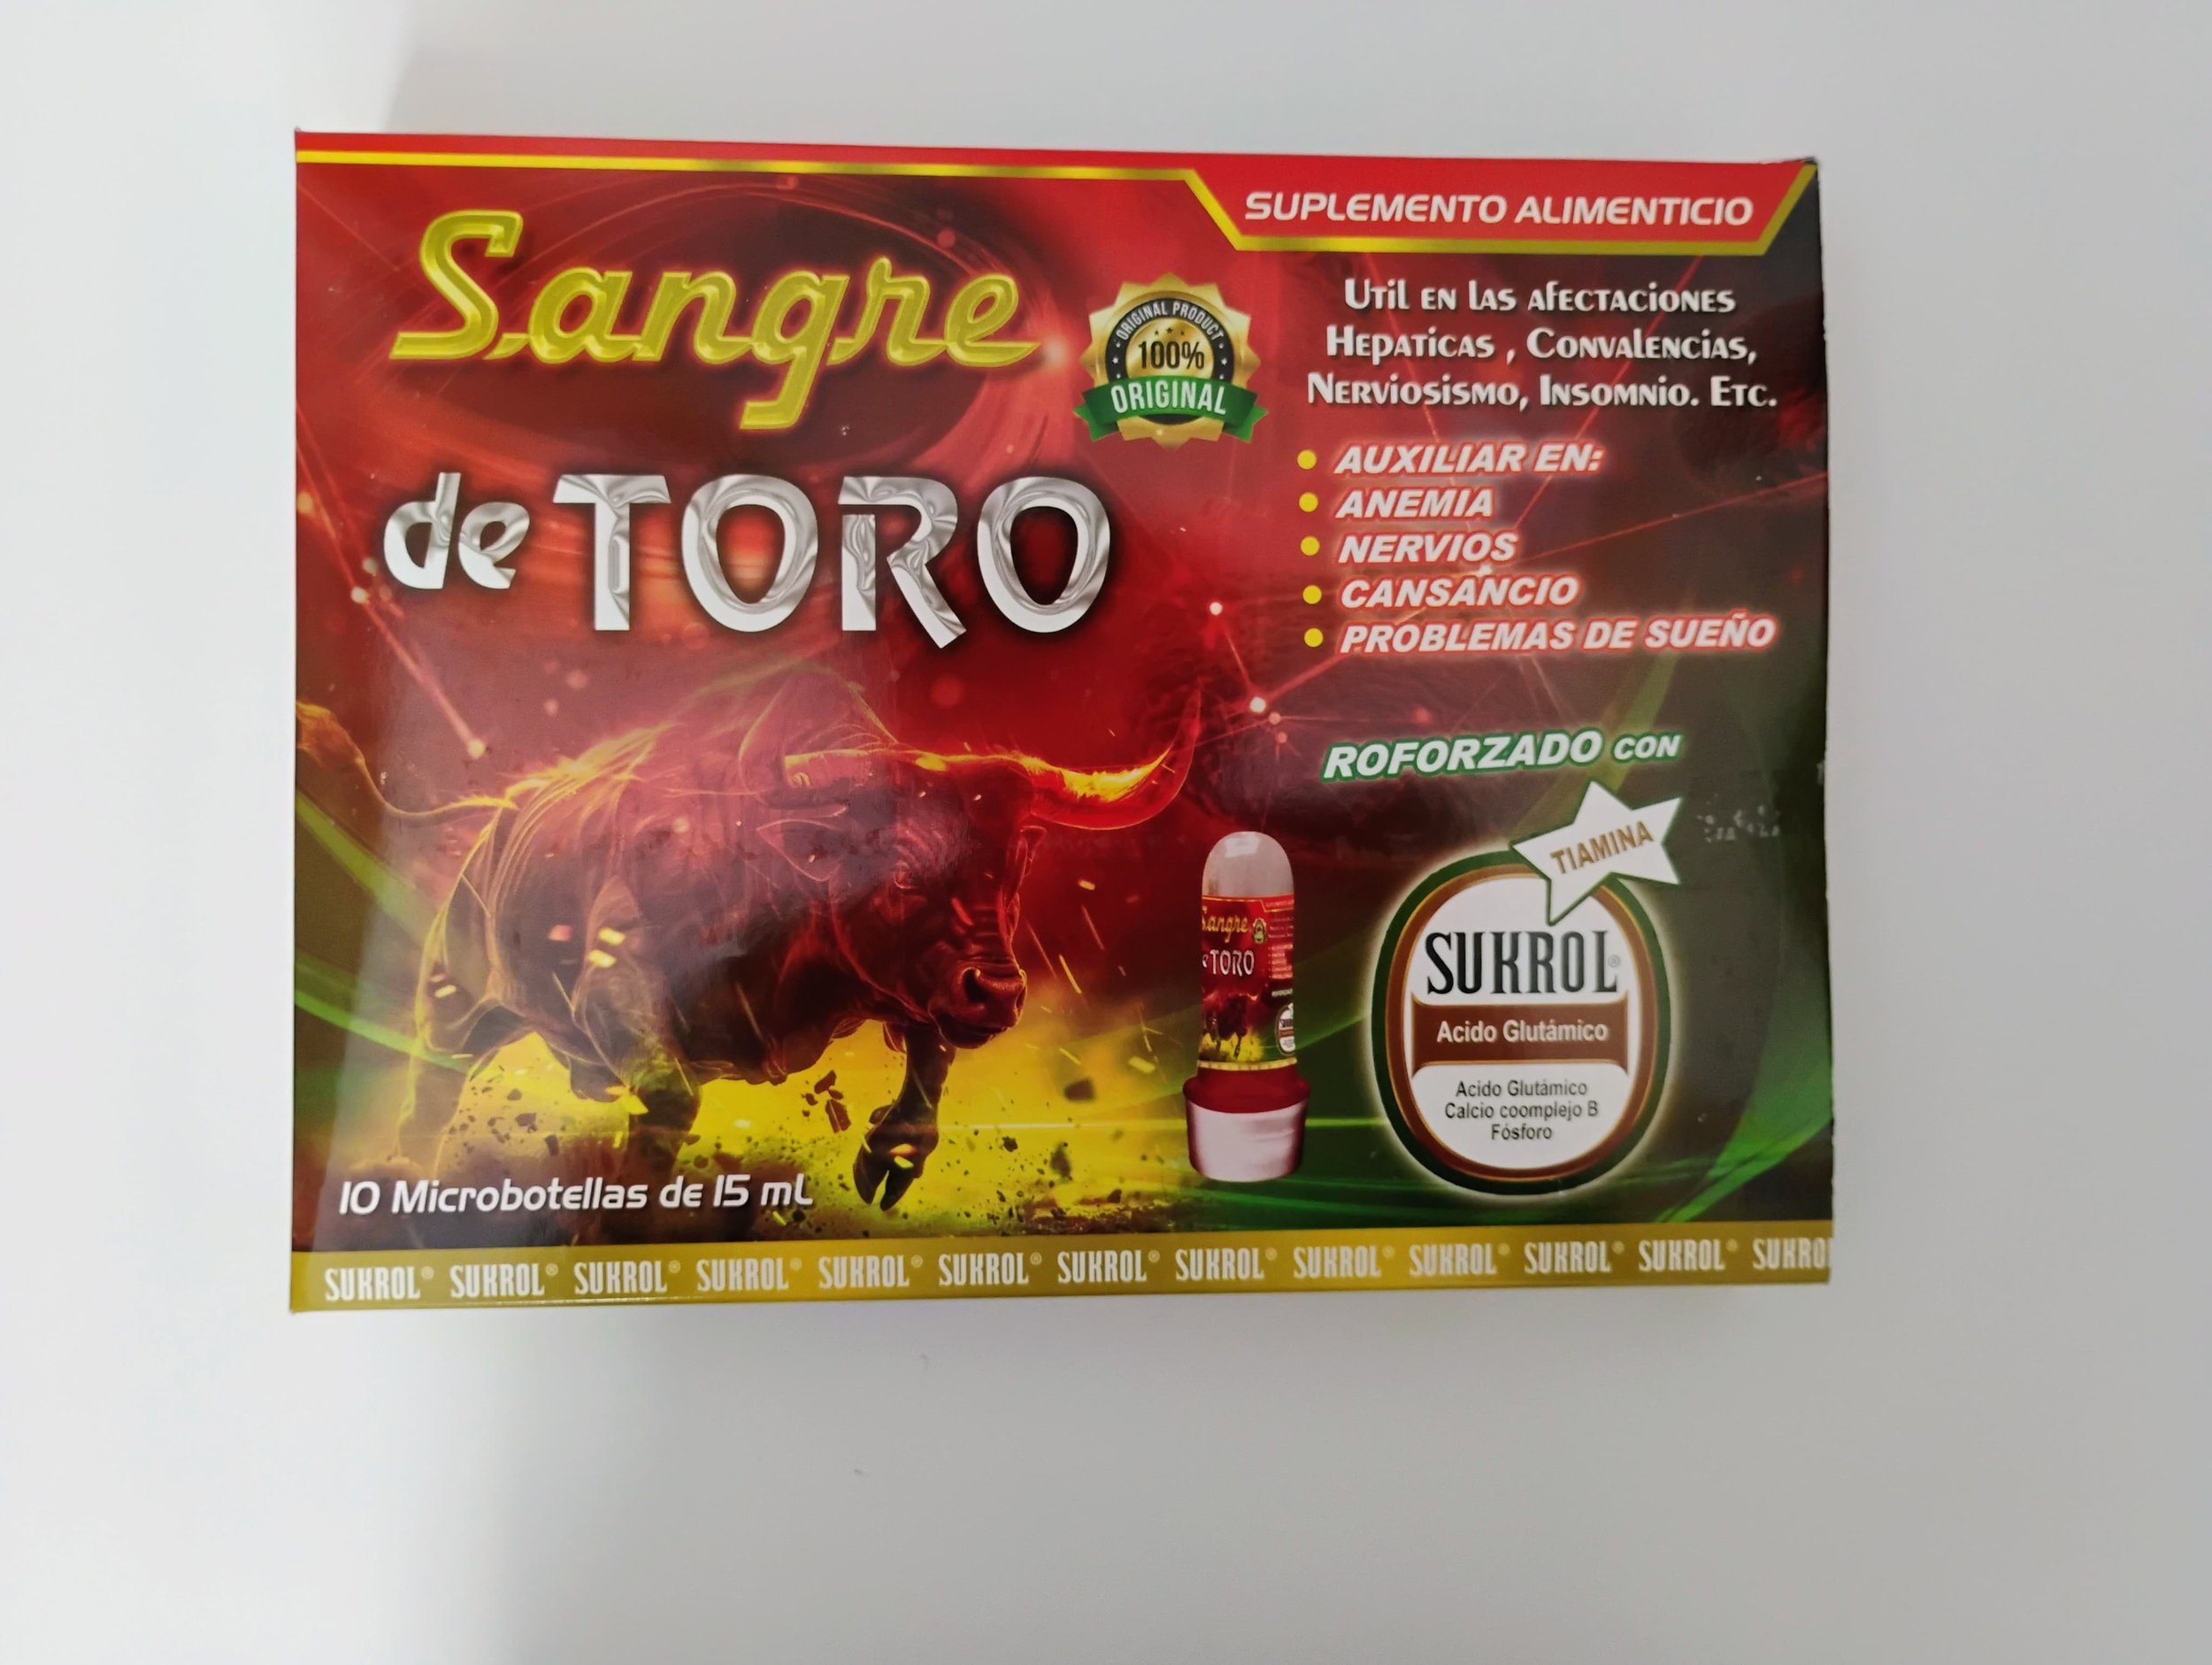 SUPLEMENTO ALIMENTICIO
Sangre
de TORO
ORIGINAL PRODUCT
100%
ORIGINAL
Util en las afectaciones
Hepaticas , Convalencias,
Nerviosismo, Insomnio. Etc.
AUXILIAR EN:
ANEMIA
NERVIOS
CANSANCIO
PROBLEMAS DE SUEÑO
ROFORZADO CON
TIAMINA
SUKROL®
Acido Glutámico
Acido Glutámico
Calcio coomplejo B
Fósforo
Sangre
TORO
10 Microbotellas de 15 mL
SUKROL® SUKROL® SUKROL® SUKROL® SUKROL® SUKROL® SUKROL® SUKROL® SUKROL® SUKROL® SUKROL® SUKROL® SUKROL